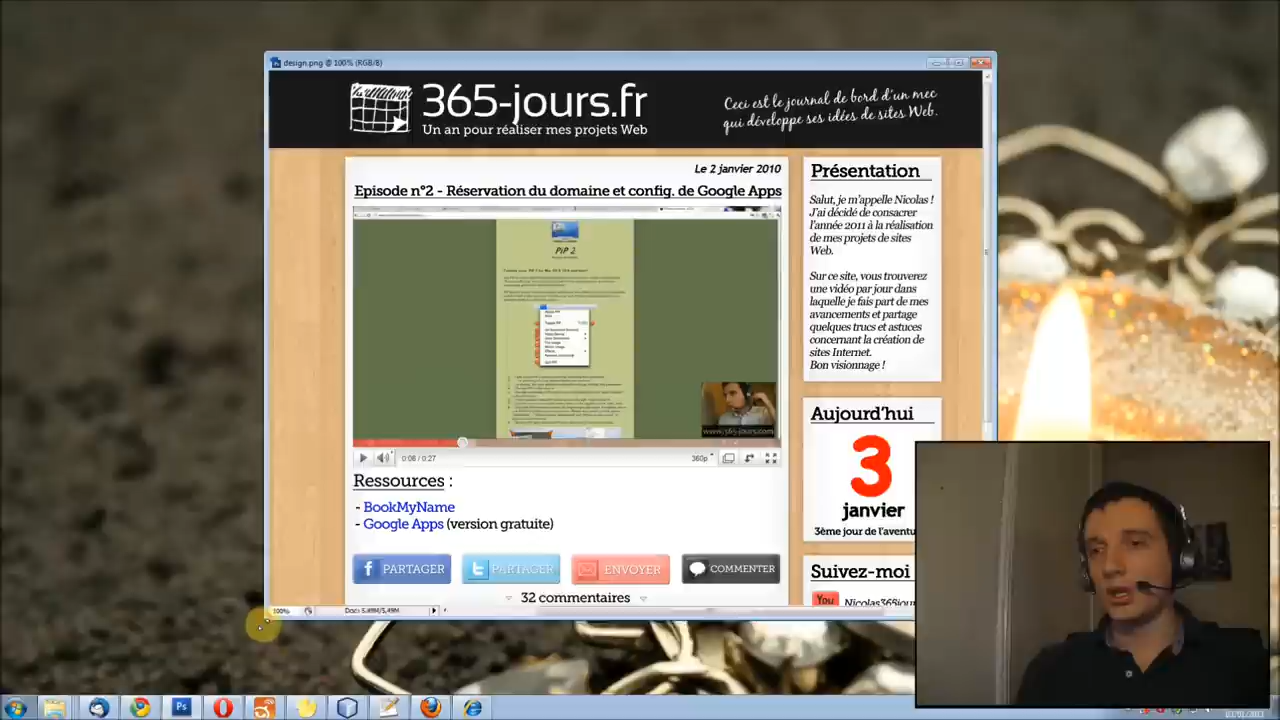 design.png @ 100% (RGB/8)
365-jours.fr
Un an pour réaliser mes projets Web
Ceci est le journal de bord d'un mec
qui développe ses idées de sites Web.
Le 2 janvier 2010
Episode n°2 - Réservation du domaine et config. de Google Apps
PiP 2
www.365-jours.com
0:06 / 0:27
360p
Ressources :
- BookMyName
- Google Apps (version gratuite)
f PARTAGER
t PARTAGER
ENVOYER
COMMENTER
32 commentaires
Présentation
Salut, je m'appelle Nicolas !
J'ai décidé de consacrer
l'année 2011 à la réalisation
de mes projets de sites
Web.
Sur ce site, vous trouverez
une vidéo par jour dans
laquelle je fais part de mes
avancements et partage
quelques trucs et astuces
concernant la création de
sites Internet.
Bon visionnage !
Aujourd'hui
3
janvier
3ème jour de l'aventu
Suivez-moi
You
Nicolas365jour
100%
Ps